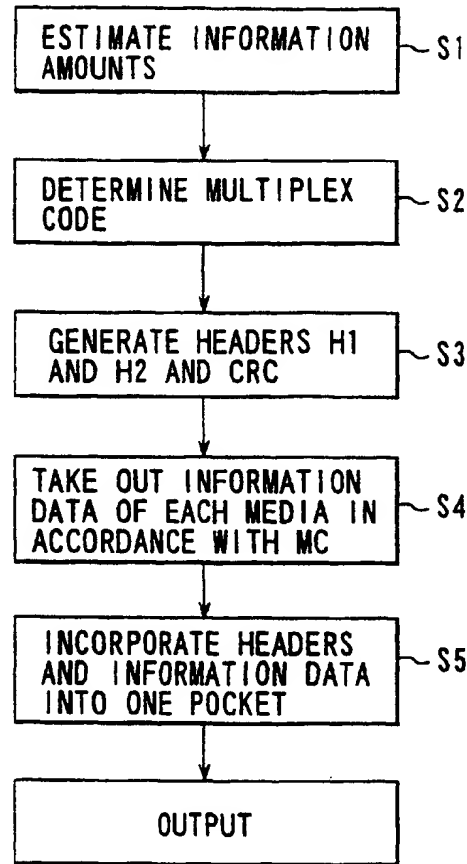 ESTIMATE INFORMATION
AMOUNTS
S1
DETERMINE MULTIPLEX
CODE
S2
GENERATE HEADERS H1
AND H2 AND CRC
S3
TAKE OUT INFORMATION
DATA OF EACH MEDIA IN
ACCORDANCE WITH MC
S4
INCORPORATE HEADERS
AND INFORMATION DATA
INTO ONE POCKET
S5
OUTPUT